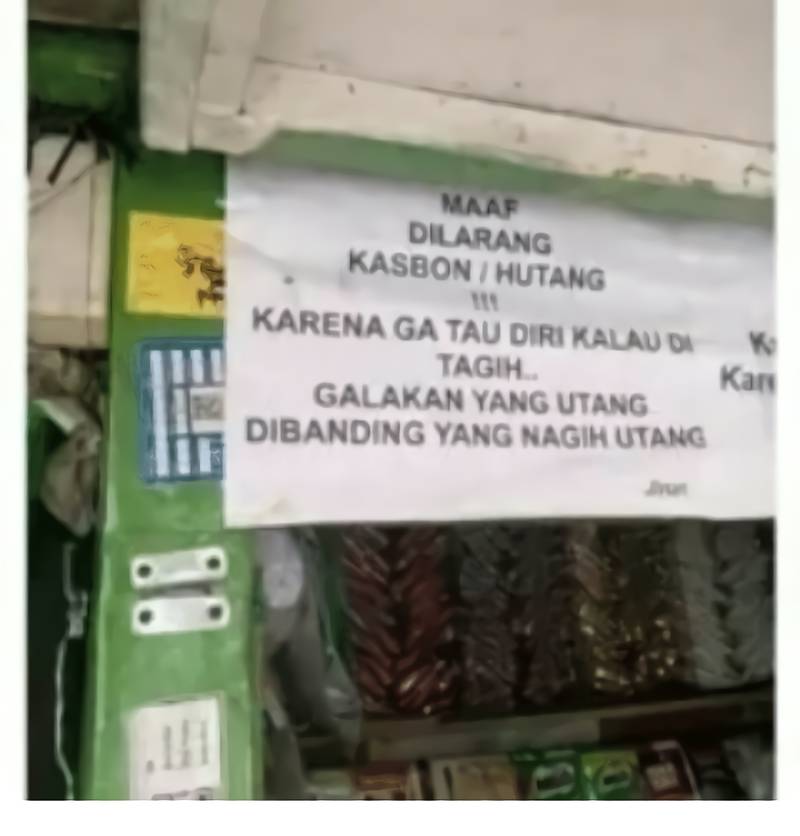 MAAF
DILARANG
KASBON / HUTANG
!!!
KARENA GA TAU DIRI KALAU DI
TAGIH..
GALAKAN YANG UTANG
DIBANDING YANG NAGIH UTANG